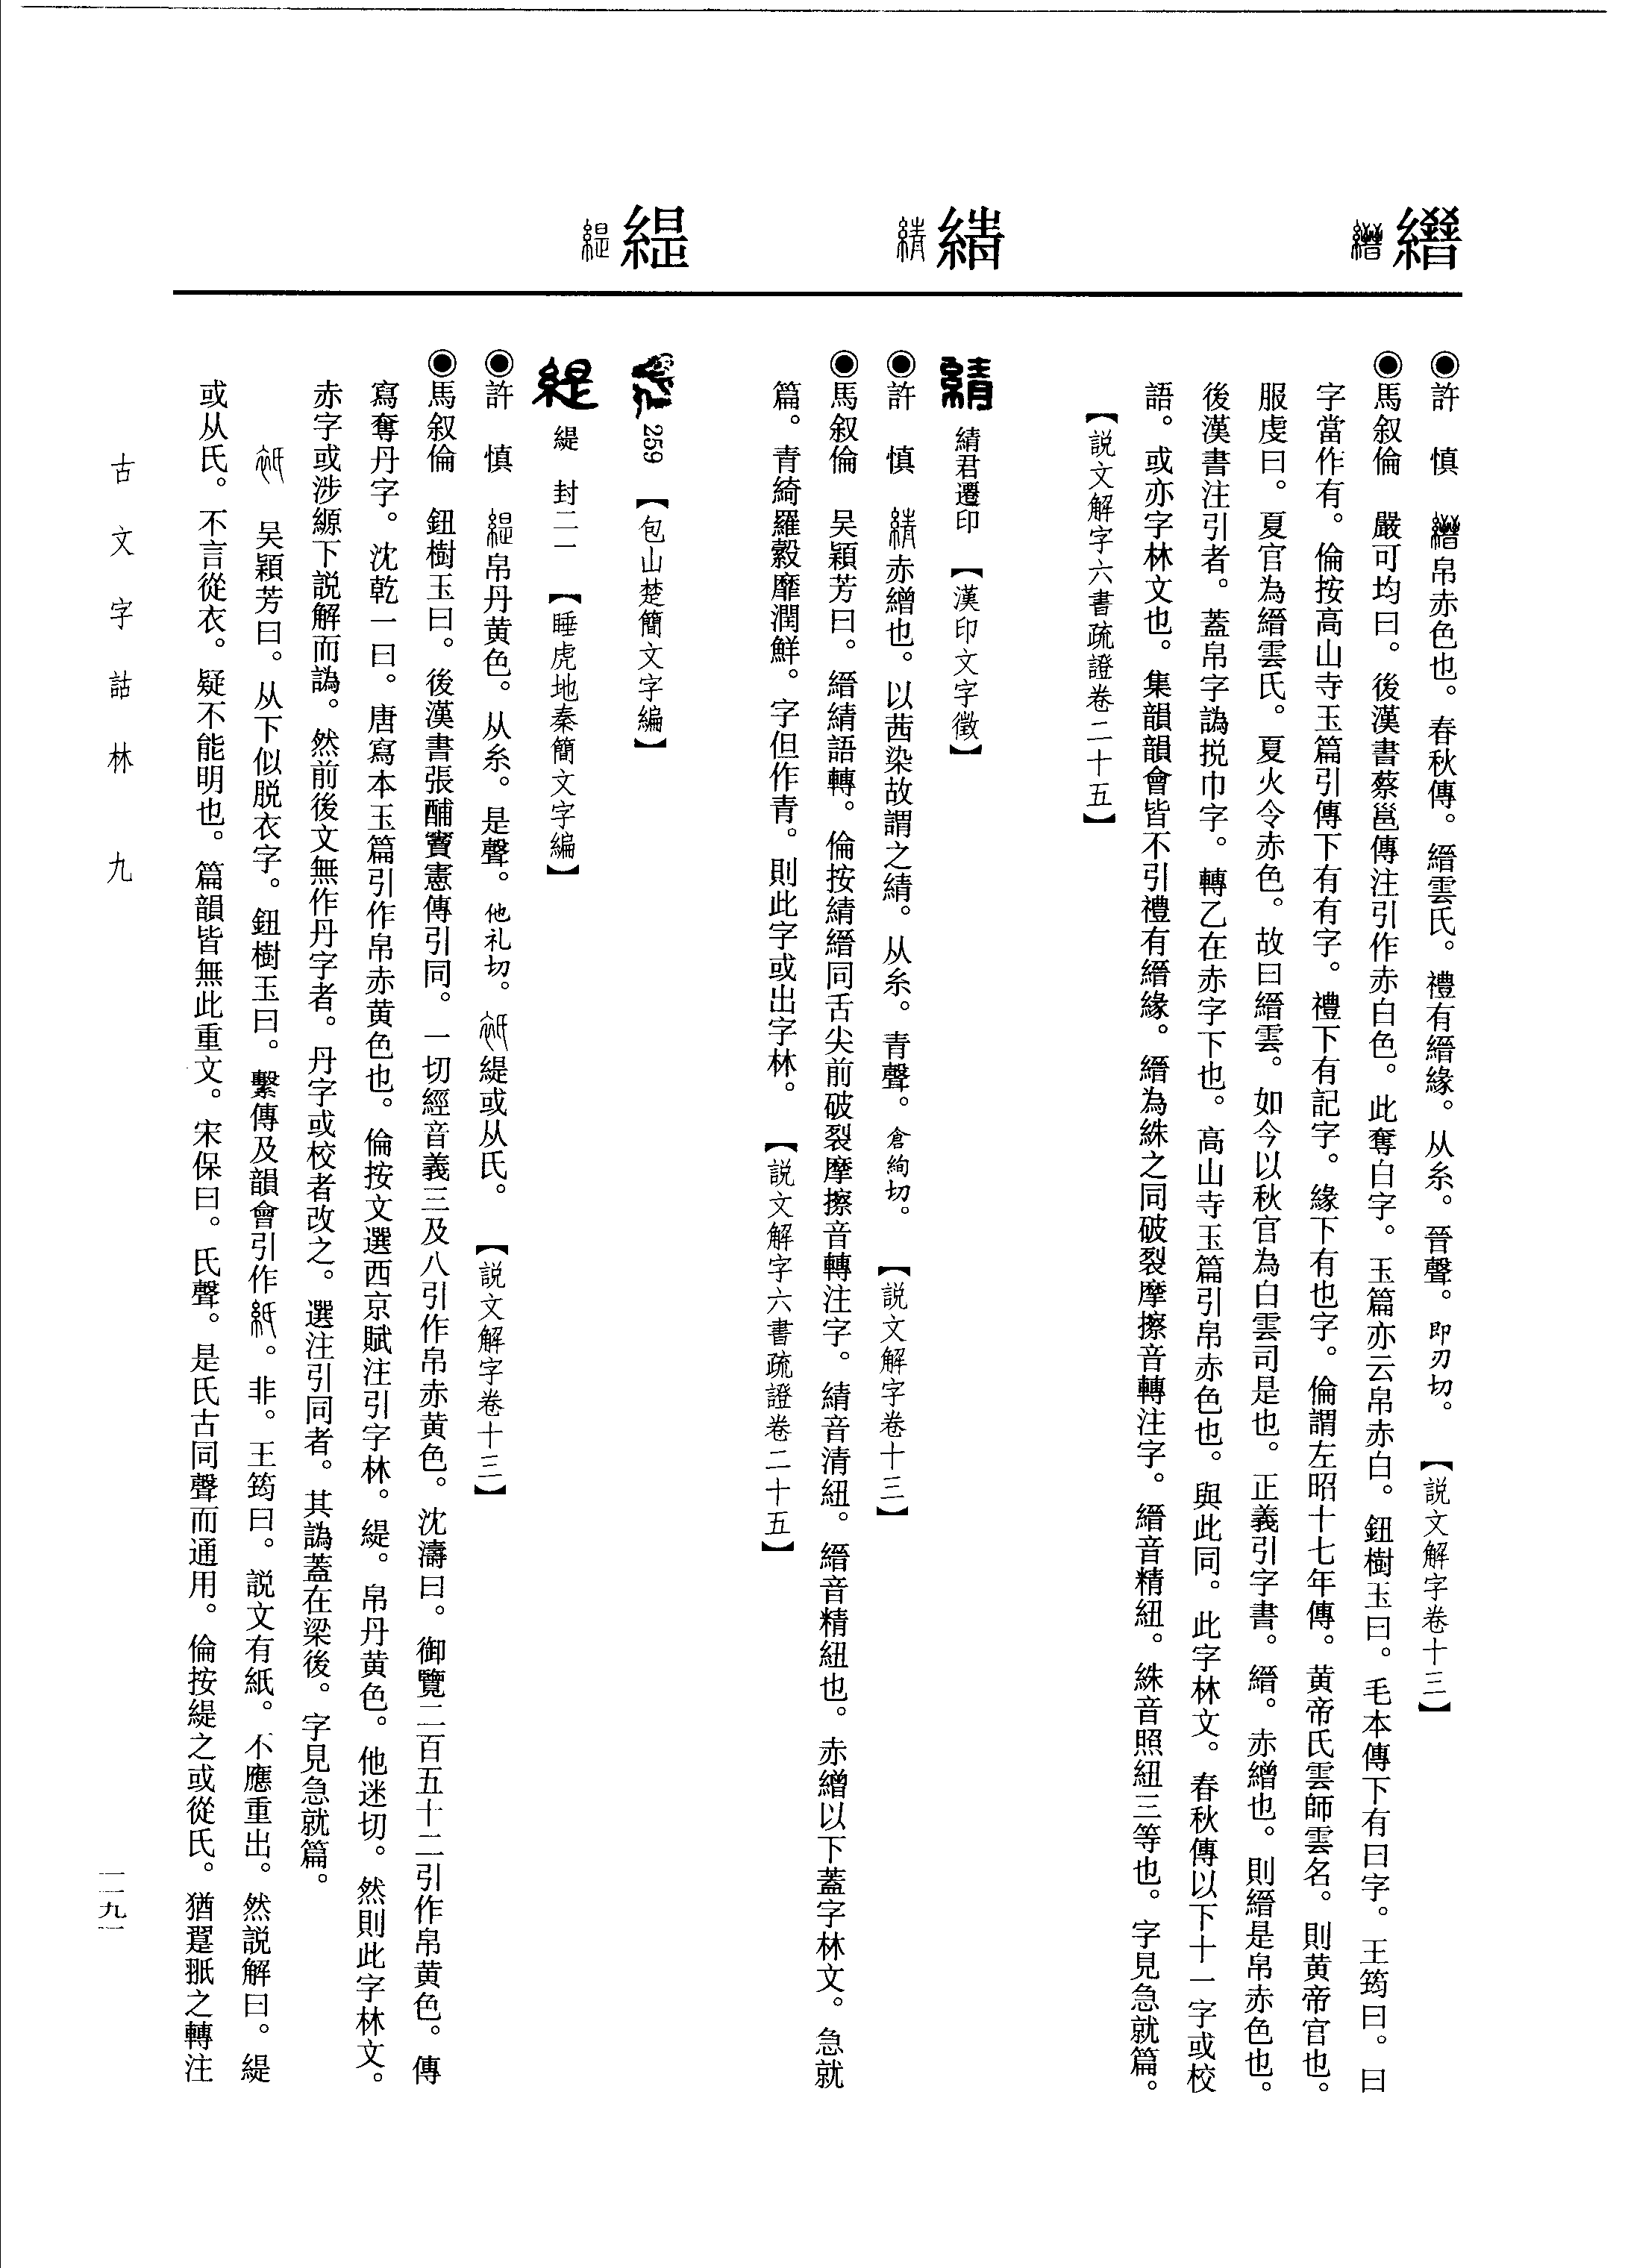 縉
綪
緹
◉許　慎　帛赤色也。春秋傳。縉雲氏。禮有縉緣。从糸。晉聲。即刃切。【説文解字卷十三】
◉馬叙倫　嚴可均曰。後漢書蔡邕傳注引作赤白色。此奪白字。玉篇亦云帛赤白。鈕樹玉曰。毛本傳下有曰字。王筠曰。曰
字當作有。倫按高山寺玉篇引傳下有有字。禮下有記字。緣下有也字。倫謂左昭十七年傳。黄帝氏雲師雲名。則黄帝官也。
服虔曰。夏官為縉雲氏。夏火令赤色。故曰縉雲。如今以秋官為白雲司是也。正義引字書。縉。赤繒也。則縉是帛赤色也。
後漢書注引者。蓋帛字譌捝巾字。轉乙在赤字下也。高山寺玉篇引帛赤色也。與此同。此字林文。春秋傳以下十一字或校
語。或亦字林文也。集韻韻會皆不引禮有縉緣。縉為絑之同破裂摩擦音轉注字。縉音精紐。絑音照紐三等也。字見急就篇。
【説文解字六書疏證卷二十五】
綪君遷印　【漢印文字徵】
◉許　慎　赤繒也。以茜染故謂之綪。从糸。青聲。倉絢切。【説文解字卷十三】
◉馬叙倫　吴穎芳曰。縉綪語轉。倫按綪縉同舌尖前破裂摩擦音轉注字。綪音清紐。縉音精紐也。赤繒以下蓋字林文。急就
篇。青綺羅縠靡潤鮮。字但作青。則此字或出字林。【説文解字六書疏證卷二十五】
259　【包山楚簡文字編】
緹　封二一　【睡虎地秦簡文字編】
◉許　慎　帛丹黄色。从糸。是聲。他礼切。緹或从氏。【説文解字卷十三】
◉馬叙倫　鈕樹玉曰。後漢書張酺竇憲傳引同。一切經音義三及八引作帛赤黄色。沈濤曰。御覽二百五十二引作帛黄色。傳
寫奪丹字。沈乾一曰。唐寫本玉篇引作帛赤黄色也。倫按文選西京賦注引字林。緹。帛丹黄色。他迷切。然則此字林文。
赤字或涉縓下説解而譌。然前後文無作丹字者。丹字或校者改之。選注引同者。其譌蓋在梁後。字見急就篇。
吴穎芳曰。从下似脱衣字。鈕樹玉曰。繫傳及韻會引作。非。王筠曰。説文有紙。不應重出。然説解曰。緹
或从氏。不言從衣。疑不能明也。篇韻皆無此重文。宋保曰。氏聲。是氏古同聲而通用。倫按緹之或從氏。猶翨䟗之轉注
古文字詁林　九
一二九一